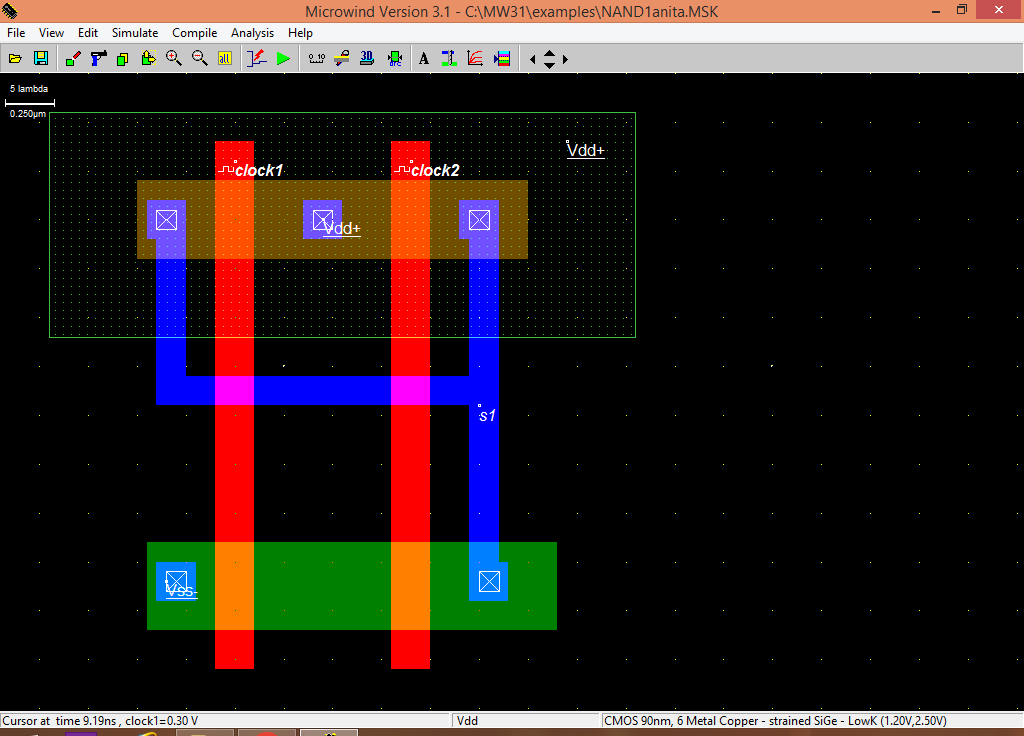 Microwind Version 3.1 - C:\MW31\examples\NAND1anita.MSK
File View Edit Simulate Compile Analysis Help
all 0..10 3D DRC A
5 lambda
0.250µm
Vdd+
clock1 clock2
Vdd+
s1
Vss-
Cursor at time 9.19ns , clock1=0.30 V Vdd CMOS 90nm, 6 Metal Copper - strained SiGe - LowK (1.20V,2.50V)